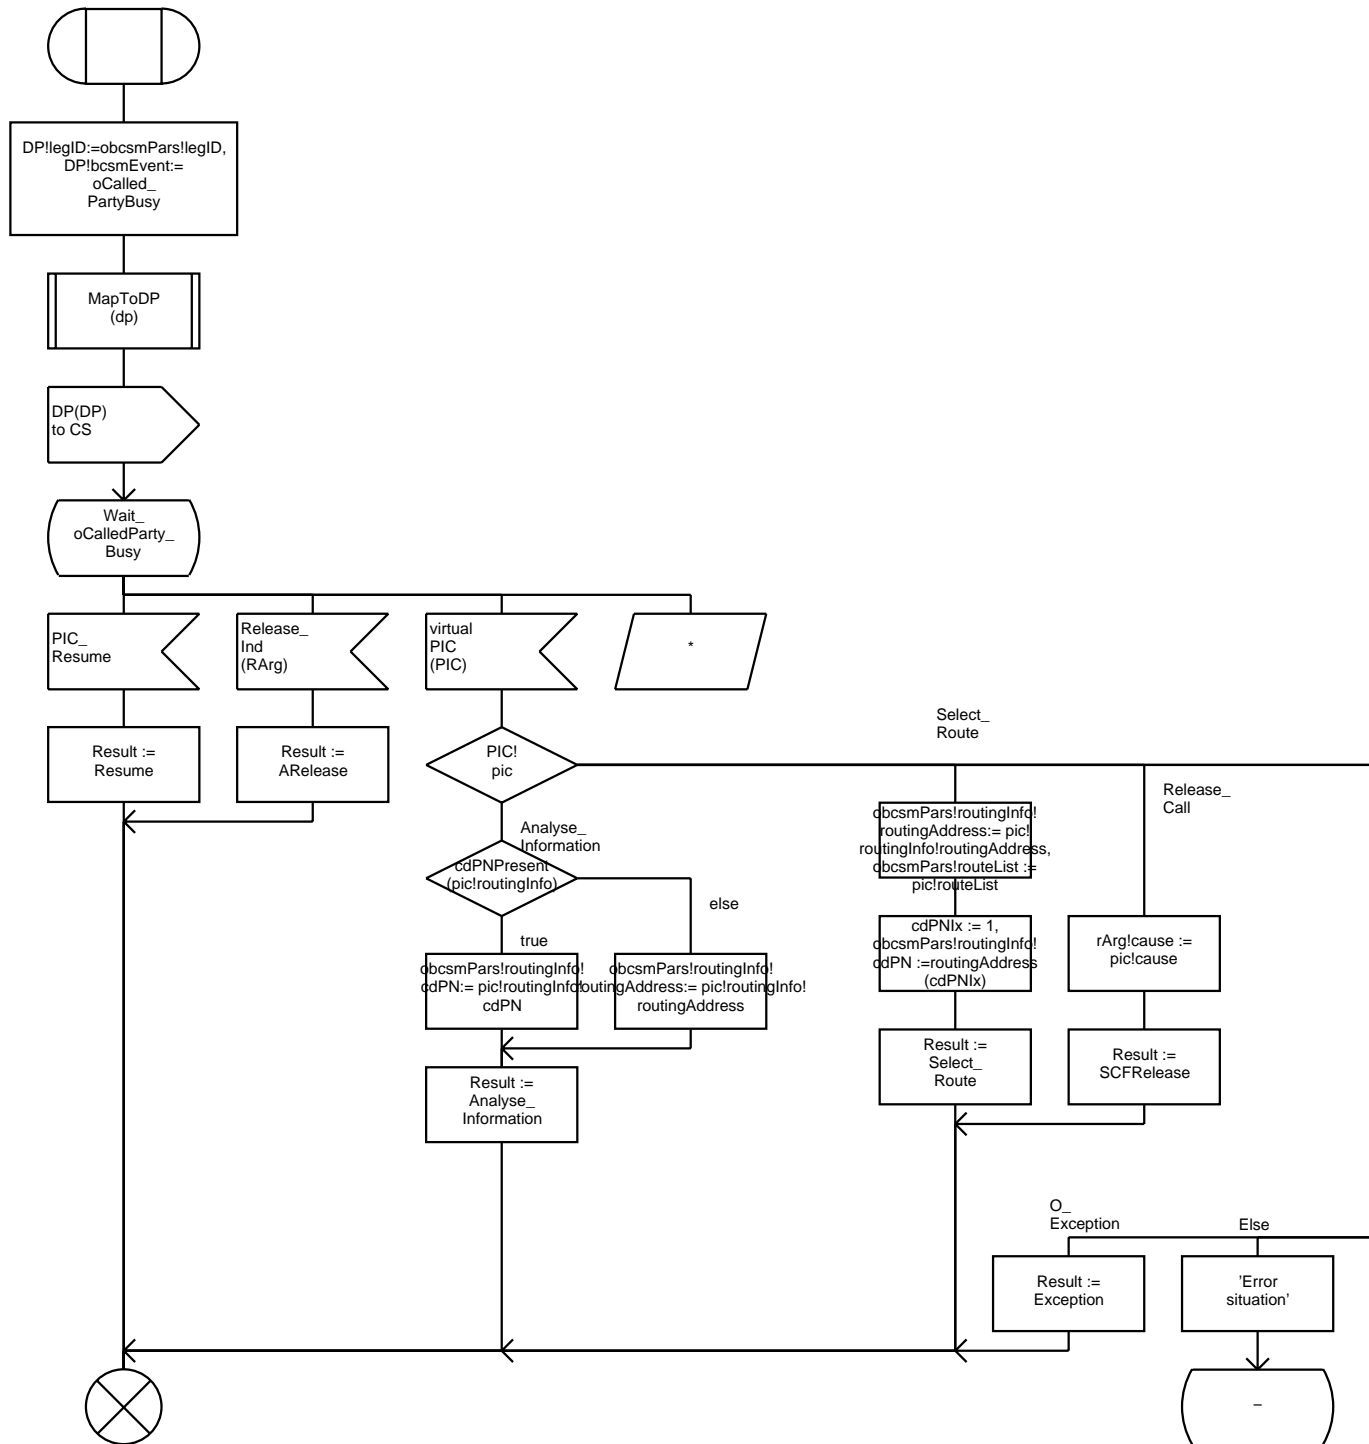 DP!legID:=obcsmPars!legID,
DP!bcsmEvent:=
oCalled_
PartyBusy
MapToDP
(dp)
DP(DP)
to CS
Wait_
oCalledParty_
Busy
PIC_
Resume
Release_
Ind
(RArg)
virtual
PIC
(PIC)
*
Result :=
Resume
Result :=
ARelease
PIC!
pic
Select_
Route
Release_
Call
Analyse_
Information
cdPNPresent
(pic!routingInfo)
else
true
obcsmPars!routingInfo!
cdPN:= pic!routingInfo!
cdPN
obcsmPars!routingInfo!
routingAddress:= pic!routingInfo!
routingAddress
Result :=
Analyse_
Information
obcsmPars!routingInfo!
routingAddress:= pic!
routingInfo!routingAddress,
obcsmPars!routeList :=
pic!routeList
cdPNIx := 1,
obcsmPars!routingInfo!
cdPN :=routingAddress
(cdPNIx)
rArg!cause :=
pic!cause
Result :=
Select_
Route
Result :=
SCFRelease
O_
Exception
Else
Result :=
Exception
'Error
situation'
–